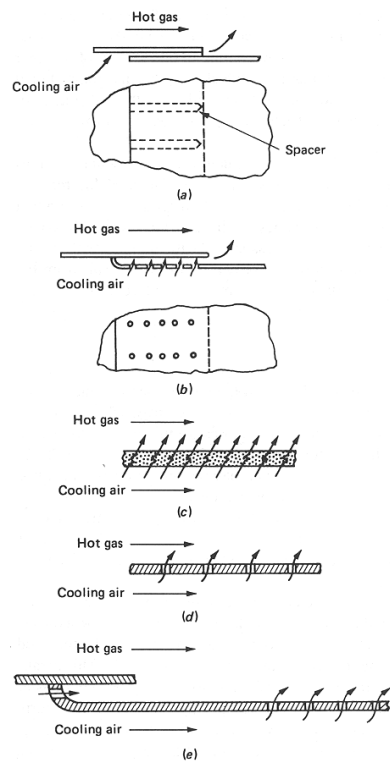 Hot gas
Cooling air
Spacer
(a)
Hot gas
Cooling air
(b)
Hot gas
Cooling air
(c)
Hot gas
Cooling air
(d)
Hot gas
Cooling air
(e)